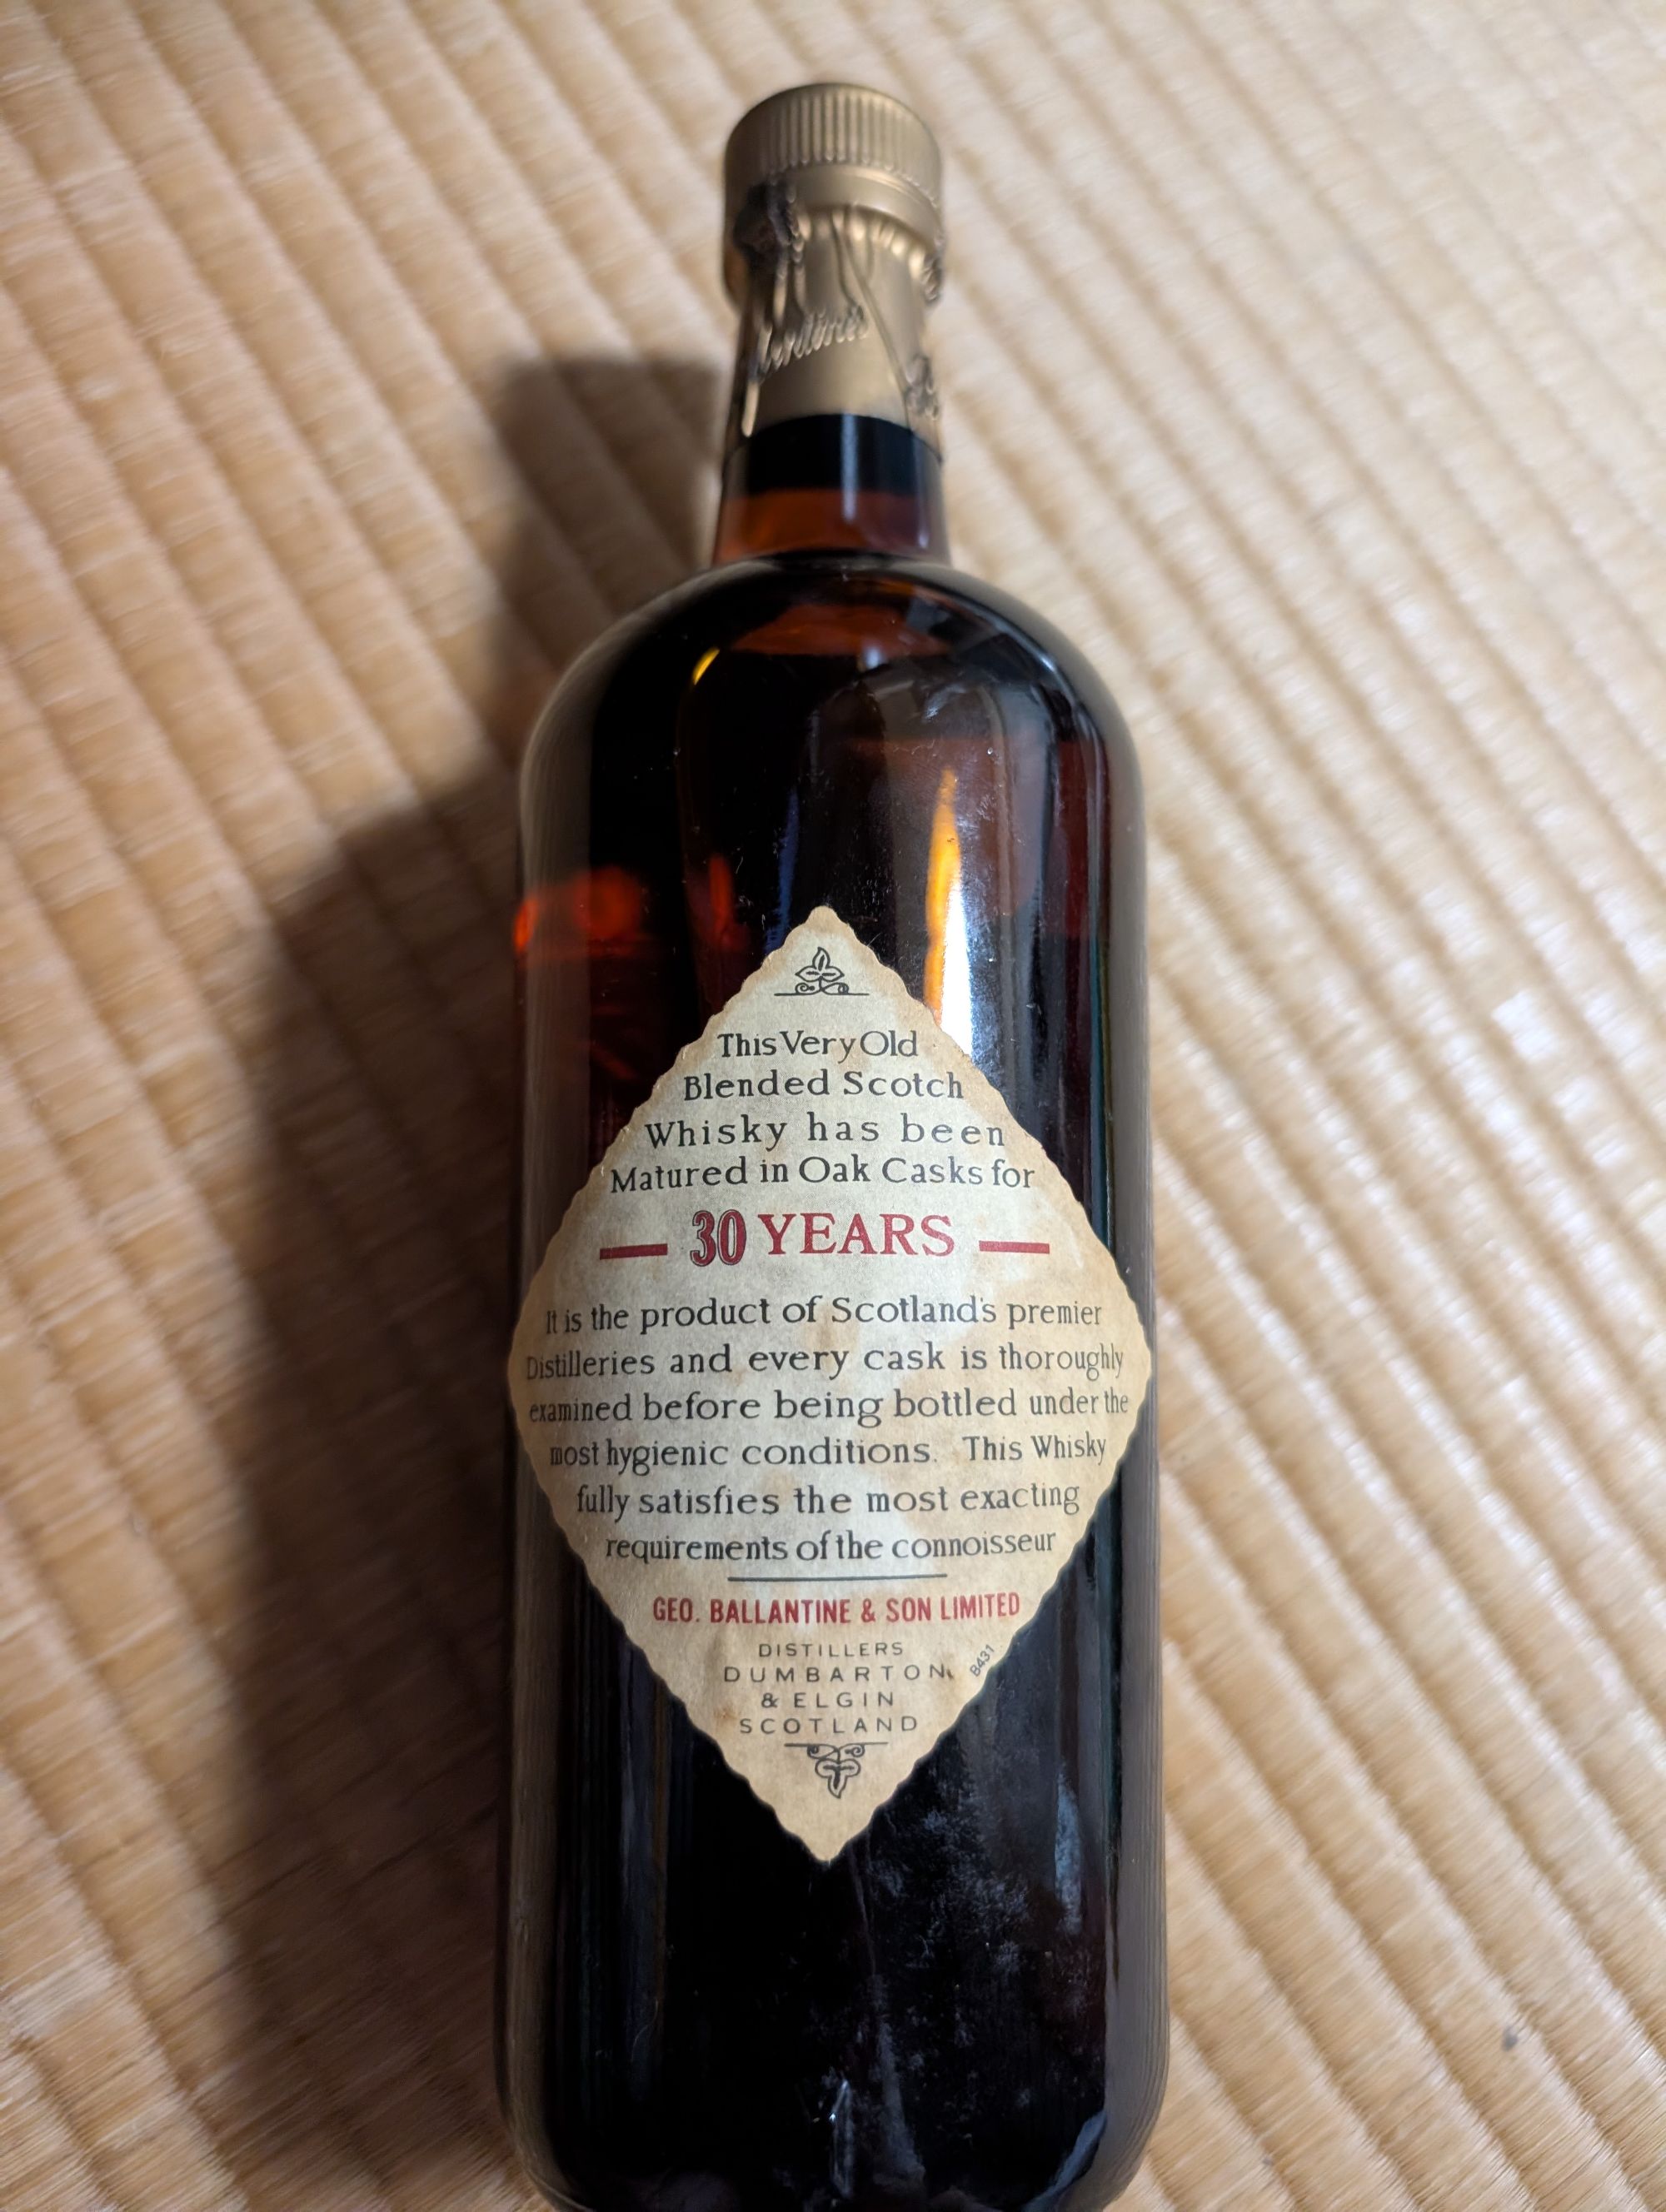 This Very Old
Blended Scotch
Whisky has been
Matured in Oak Casks for
30 YEARS
It is the product of Scotland's premier
Distilleries and every cask is thoroughly
examined before being bottled under the
most hygienic conditions. This Whisky
fully satisfies the most exacting
requirements of the connoisseur
GEO. BALLANTINE & SON LIMITED
DISTILLERS
DUMBARTON
& ELGIN
SCOTLAND
B431